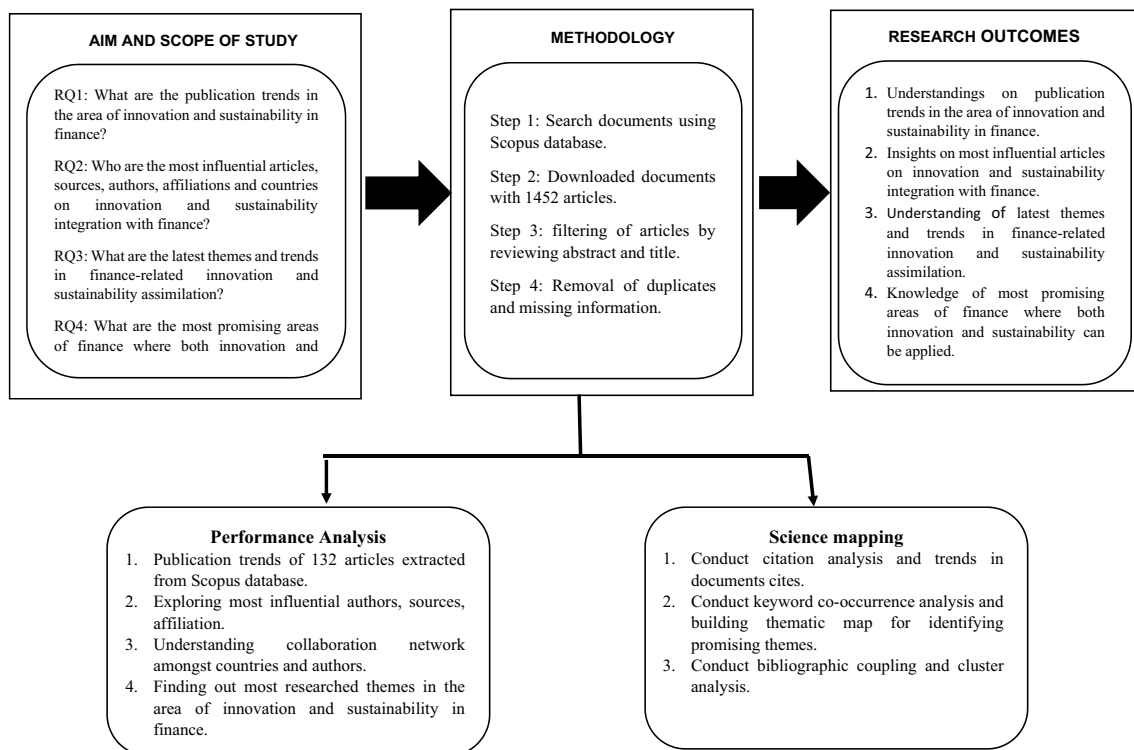 AIM AND SCOPE OF STUDY
RQ1: What are the publication trends in
the area of innovation and sustainability in
finance?
RQ2: Who are the most influential articles,
sources, authors, affiliations and countries
on innovation and sustainability
integration with finance?
RQ3: What are the latest themes and trends
in finance-related innovation and
sustainability assimilation?
RQ4: What are the most promising areas
of finance where both innovation and
METHODOLOGY
Step 1: Search documents using
Scopus database.
Step 2: Downloaded documents
with 1452 articles.
Step 3: filtering of articles by
reviewing abstract and title.
Step 4: Removal of duplicates
and missing information.
RESEARCH OUTCOMES
1. Understandings on publication
trends in the area of innovation and
sustainability in finance.
2. Insights on most influential articles
on innovation and sustainability
integration with finance.
3. Understanding of latest themes
and trends in finance-related
innovation and sustainability
assimilation.
4. Knowledge of most promising
areas of finance where both
innovation and sustainability can
be applied.
Performance Analysis
1. Publication trends of 132 articles extracted
from Scopus database.
2. Exploring most influential authors, sources,
affiliation.
3. Understanding collaboration network
amongst countries and authors.
4. Finding out most researched themes in the
area of innovation and sustainability in
finance.
Science mapping
1. Conduct citation analysis and trends in
documents cites.
2. Conduct keyword co-occurrence analysis and
building thematic map for identifying
promising themes.
3. Conduct bibliographic coupling and cluster
analysis.